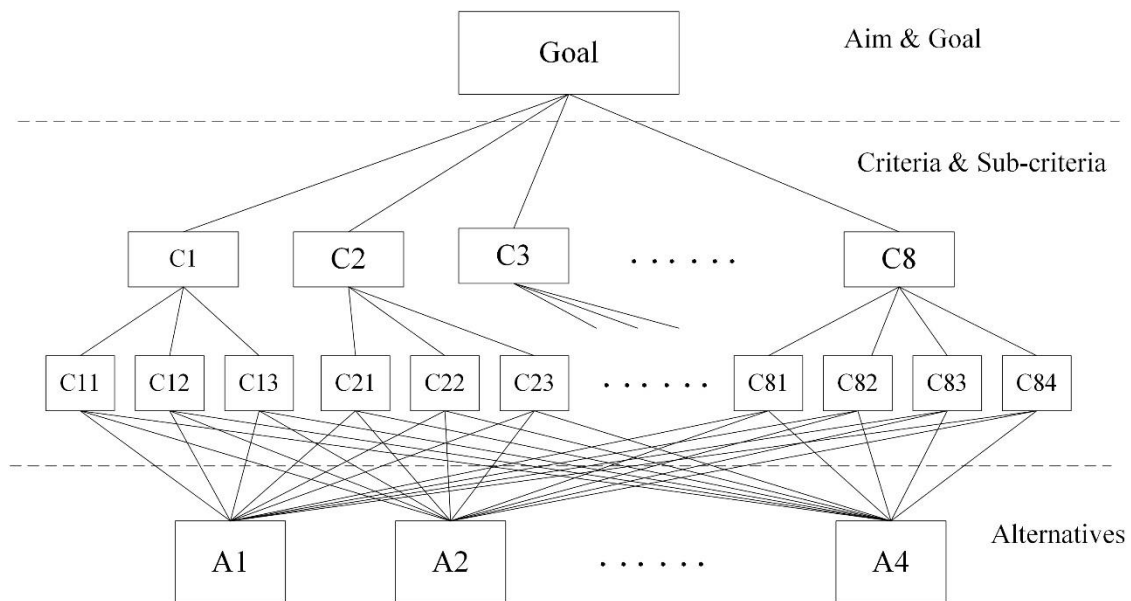 Goal
Aim & Goal
Criteria & Sub-criteria
C1 C2 C3 ...... C8
C11 C12 C13 C21 C22 C23 ...... C81 C82 C83 C84
Alternatives
A1 A2 ...... A4